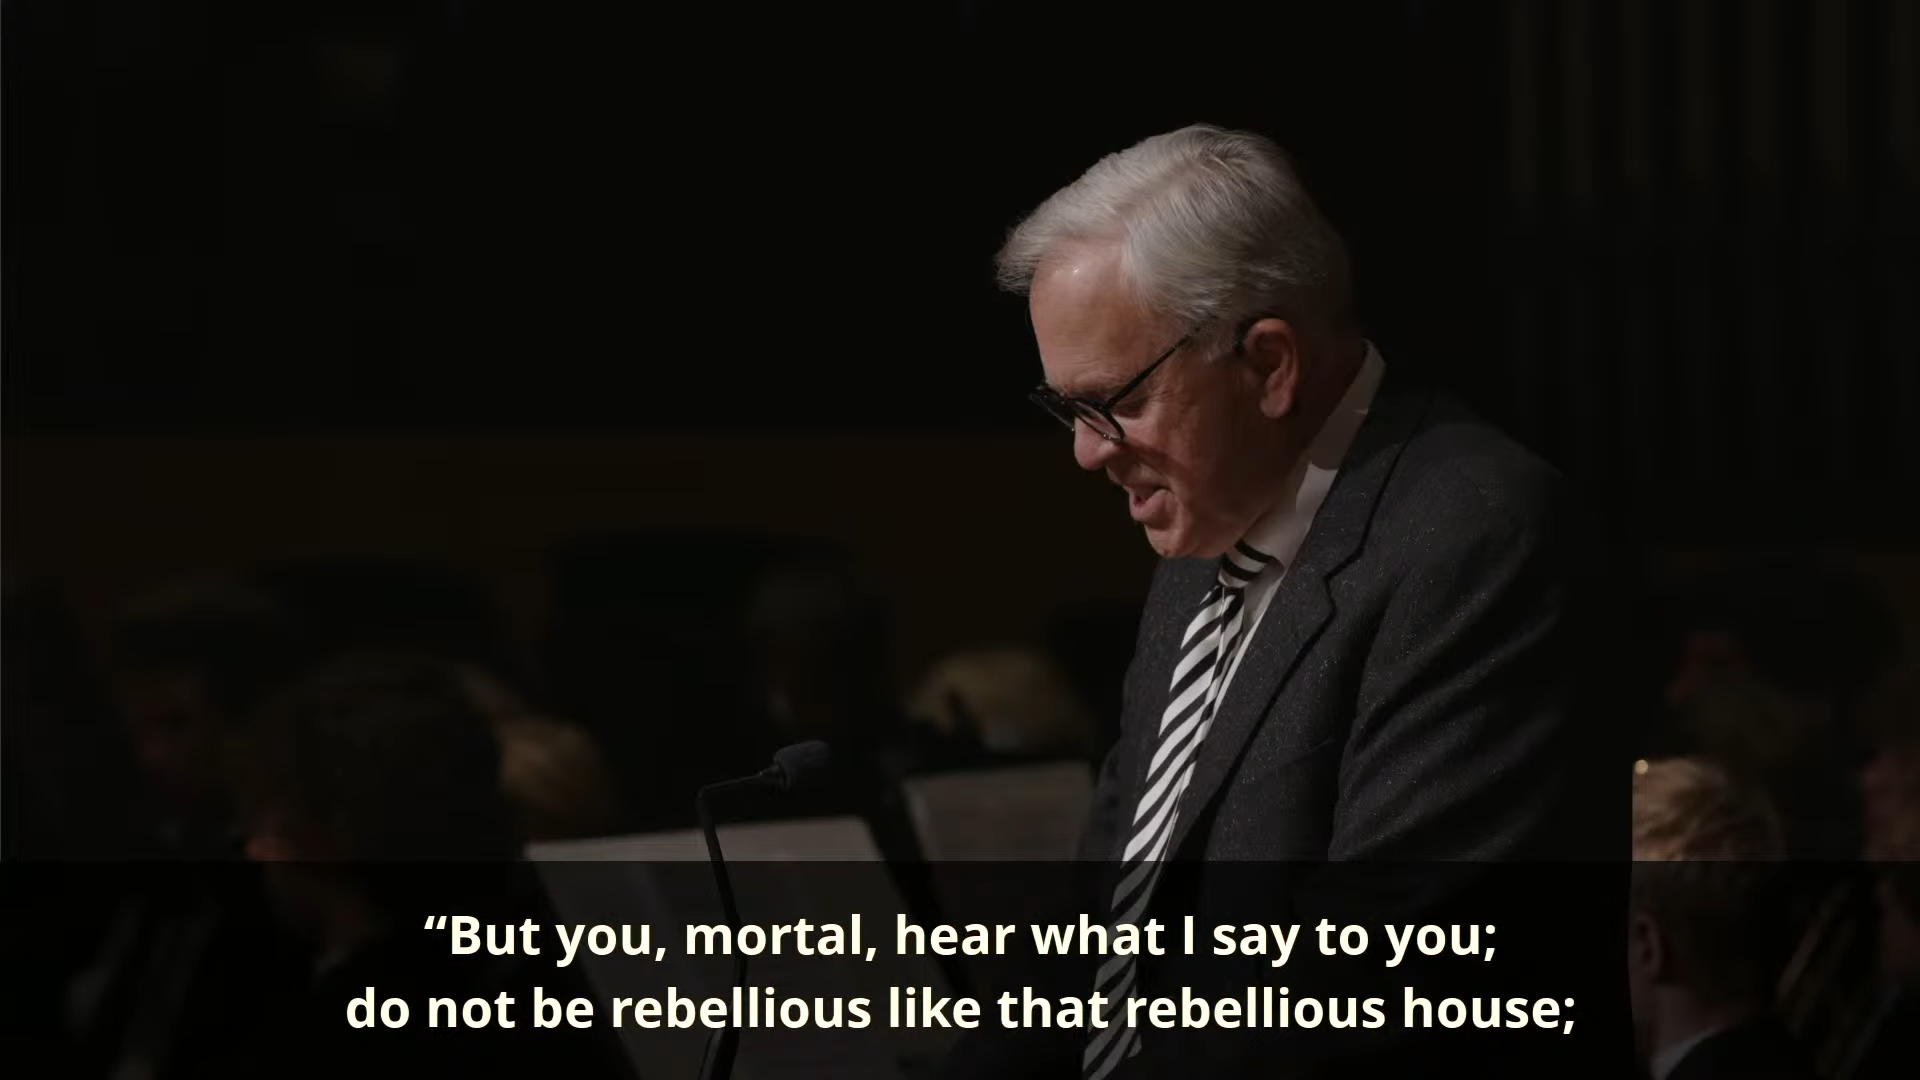 “But you, mortal, hear what I say to you;
do not be rebellious like that rebellious house;